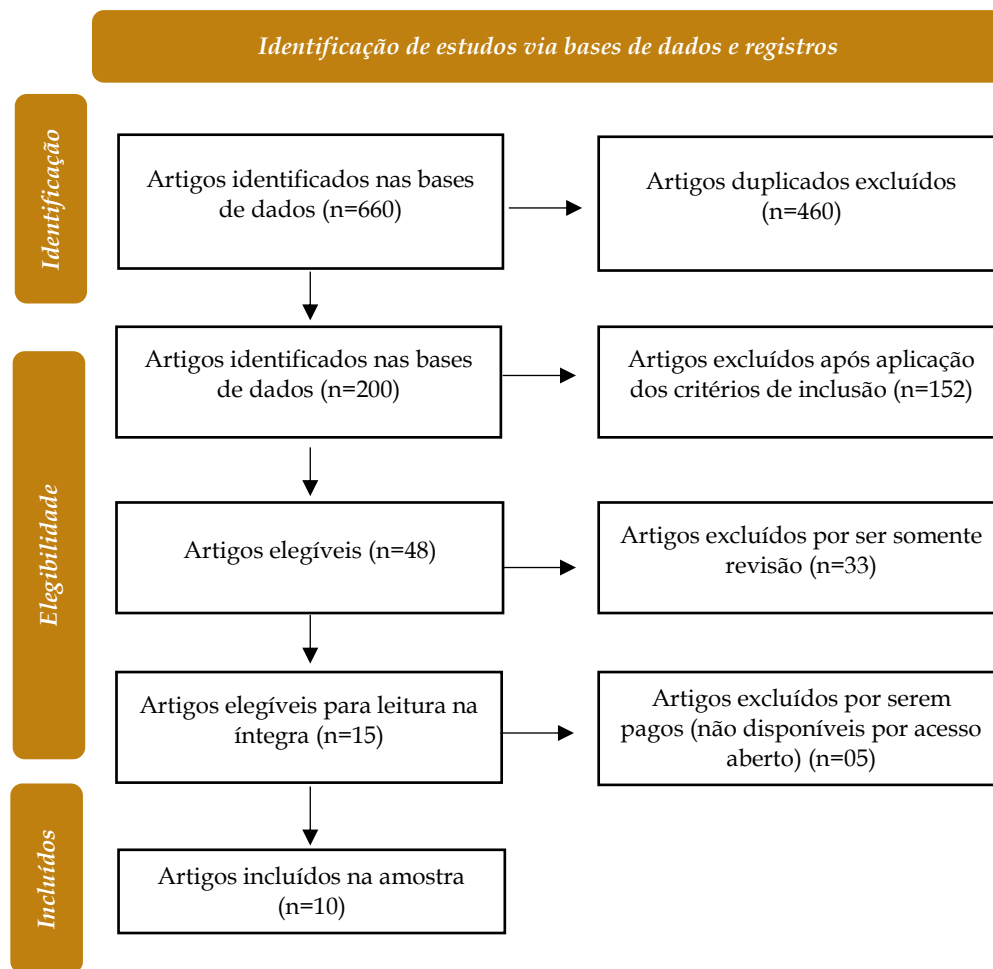 Identificação de estudos via bases de dados e registros
Identificação
Artigos identificados nas bases
de dados (n=660)
Artigos duplicados excluídos
(n=460)
Elegibilidade
Artigos identificados nas bases
de dados (n=200)
Artigos excluídos após aplicação
dos critérios de inclusão (n=152)
Artigos elegíveis (n=48)
Artigos excluídos por ser somente
revisão (n=33)
Artigos elegíveis para leitura na
íntegra (n=15)
Artigos excluídos por serem
pagos (não disponíveis por acesso
aberto) (n=05)
Incluídos
Artigos incluídos na amostra
(n=10)